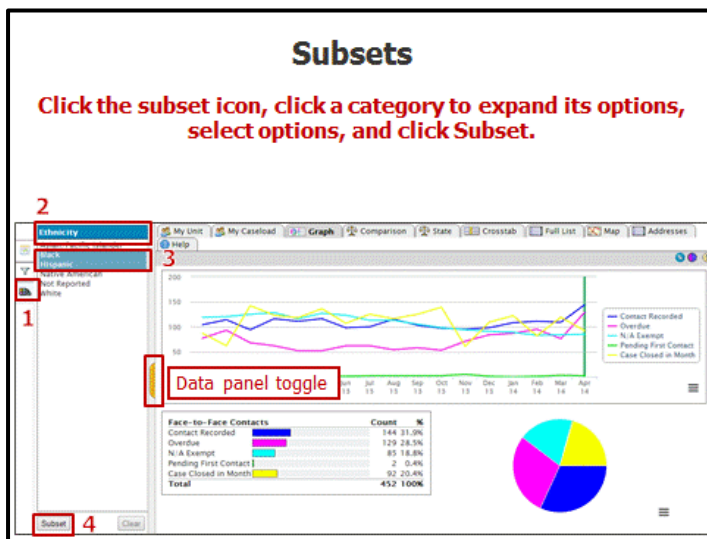 Subsets
Click the subset icon, click a category to expand its options,
select options, and click Subset.
2
Ethnicity
Black
Hispanic
Native American
Not Reported
White
1
3
My Unit
My Caseload
Graph
Comparison
State
Crosstab
Full List
Map
Addresses
Help
200
150
100
50
Data panel toggle
Jun Jul Aug Sep Oct Nov Dec Jan Feb Mar Apr
13 13 13 13 13 13 13 14 14 14 14
Contact Recorded
Overdue
N/A Exempt
Pending First Contact
Case Closed in Month
Face-to-Face Contacts Count %
Contact Recorded 144 31.9%
Overdue 129 28.5%
N/A Exempt 85 18.8%
Pending First Contact 2 0.4%
Case Closed in Month 92 20.4%
Total 452 100%
Subset
4
Clear